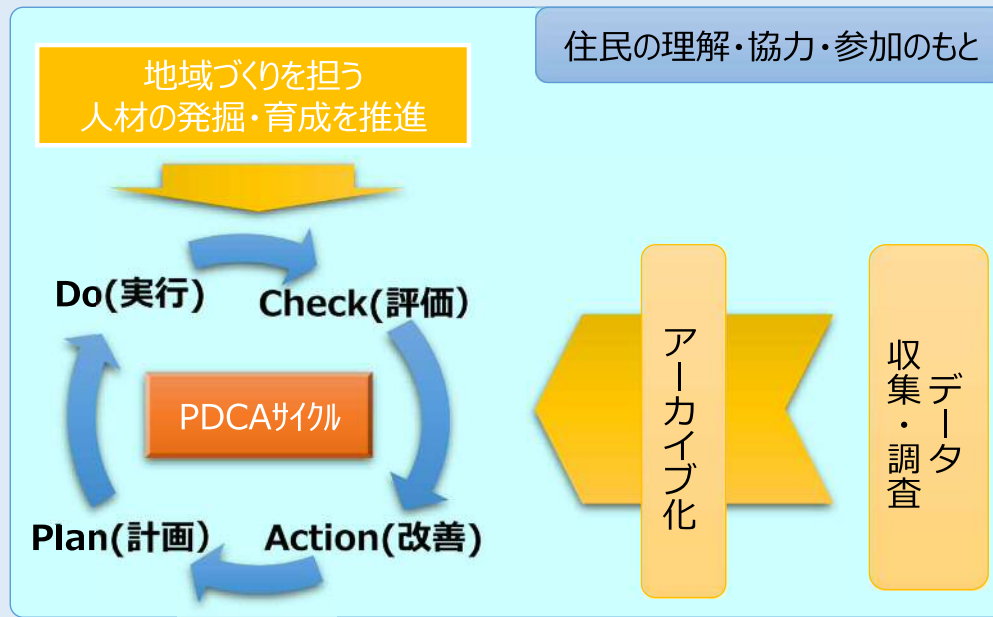 住民の理解・協力・参加のもと
地域づくりを担う
人材の発掘・育成を推進
Do(実行)
Check(評価）
PDCAサイクル
Plan(計画）
Action(改善)
アーカイブ化
データ
収集・調査